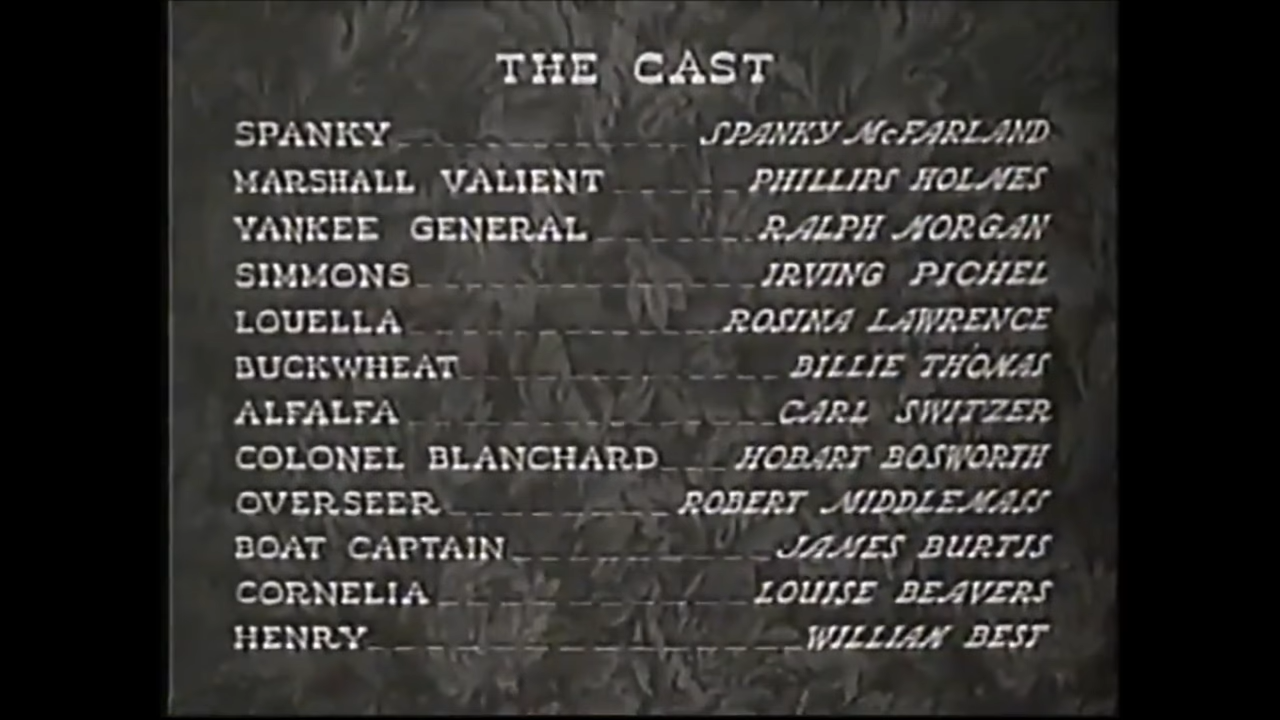 THE CAST
SPANKY SPANKY McFARLAND
MARSHALL VALIENT PHILLIPS HOLMES
YANKEE GENERAL RALPH MORGAN
SIMMONS IRVING PICHEL
LOUELLA ROSINA LAWRENCE
BUCKWHEAT BILLIE THOMAS
ALFALFA CARL SWITZER
COLONEL BLANCHARD HOBART BOSWORTH
OVERSEER ROBERT MIDDLEMASS
BOAT CAPTAIN JAMES BURTIS
CORNELIA LOUISE BEAVERS
HENRY WILLIAM BEST